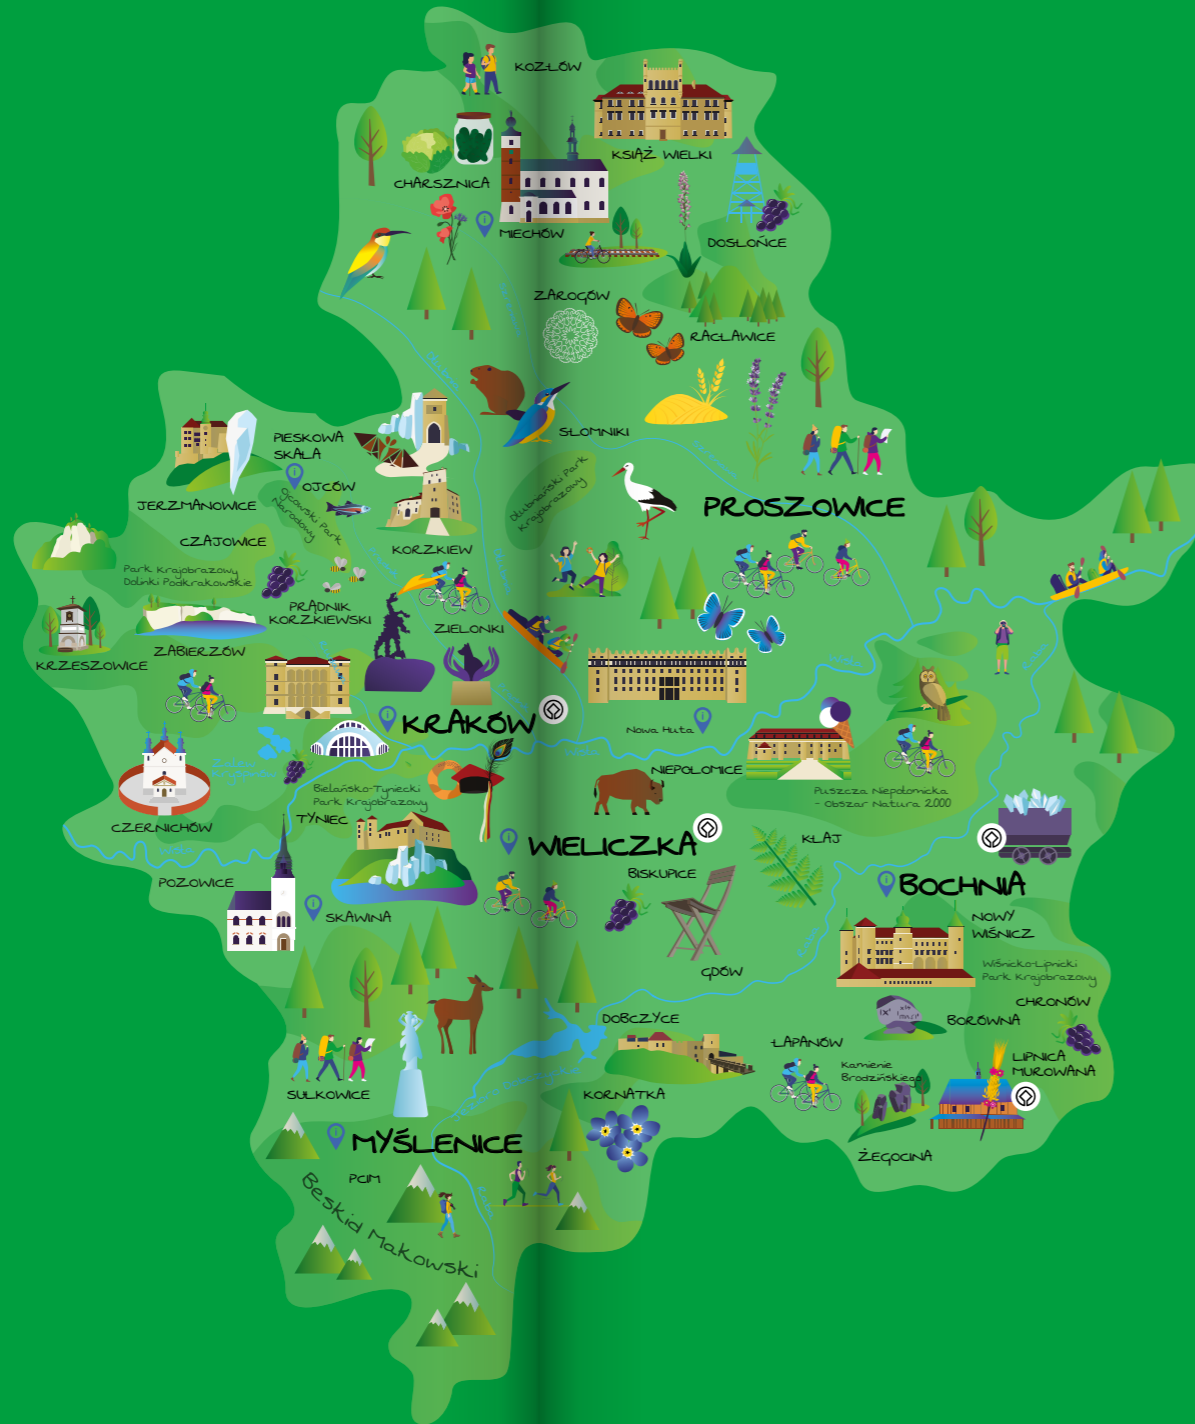 KOZŁÓW
KSIĄŻ WIELKI
CHARSZNICA
MIECHÓW
DOSŁOŃCE
ZAROGÓW
RACŁAWICE
SŁOMNIKI
PIESKOWA
SKAŁA
OJCÓW
JERZMANOWICE
Ojcowski Park
Narodowy
Dłubniański Park
Krajobrazowy
PROSZOWICE
CZAJOWICE
KORZKIEW
Park Krajobrazowy
Dolinki Podkrakowskie
PRĄDNIK
KORZKIEWSKI
ZIELONKI
ZABIERZÓW
KRZESZOWICE
KRAKÓW
Nowa Huta
NIEPOŁOMICE
Puszcza Niepołomicka
- Obszar Natura 2000
Bielańsko-Tyniecki
Park Krajobrazowy
TYNIEC
CZERNICHÓW
WIELICZKA
KŁAJ
BISKUPICE
POZOWICE
BOCHNIA
SKAWINA
NOWY
WIŚNICZ
GDÓW
Wiśnicko-Lipnicki
Park Krajobrazowy
CHRONÓW
DOBCZYCE
BORÓWNA
ŁAPANÓW
LIPNICA
MUROWANA
Kamienie
Brodzińskiego
SUŁKOWICE
KORNATKA
MYŚLENICE
ŻEGOCINA
PCIM
Beskid Makowski